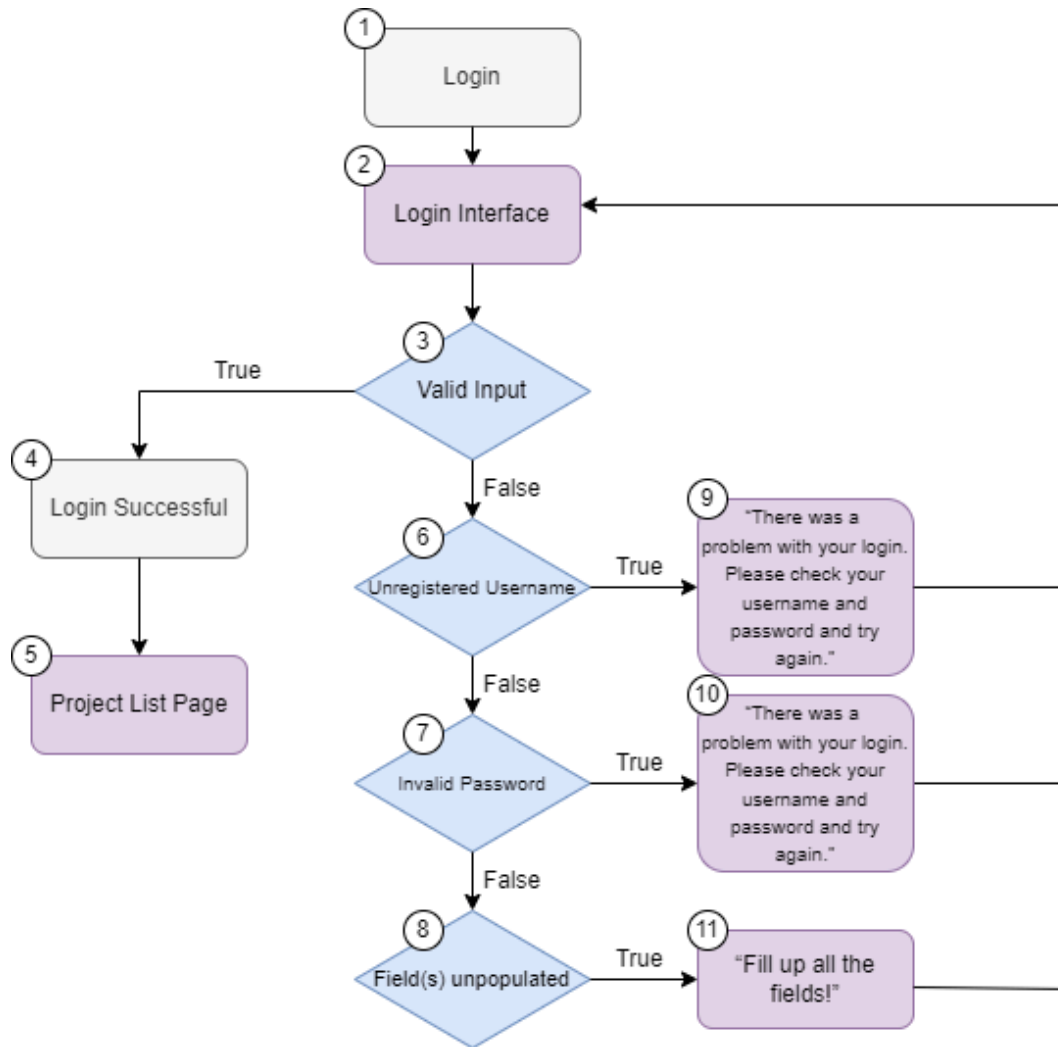 1
Login
2
Login Interface
3
True
Valid Input
4
Login Successful
False
6
Unregistered Username
True
9
“There was a
problem with your login.
Please check your
username and
password and try
again.”
5
Project List Page
False
7
Invalid Password
True
10
“There was a
problem with your login.
Please check your
username and
password and try
again.”
False
8
Field(s) unpopulated
True
11
“Fill up all the
fields!”